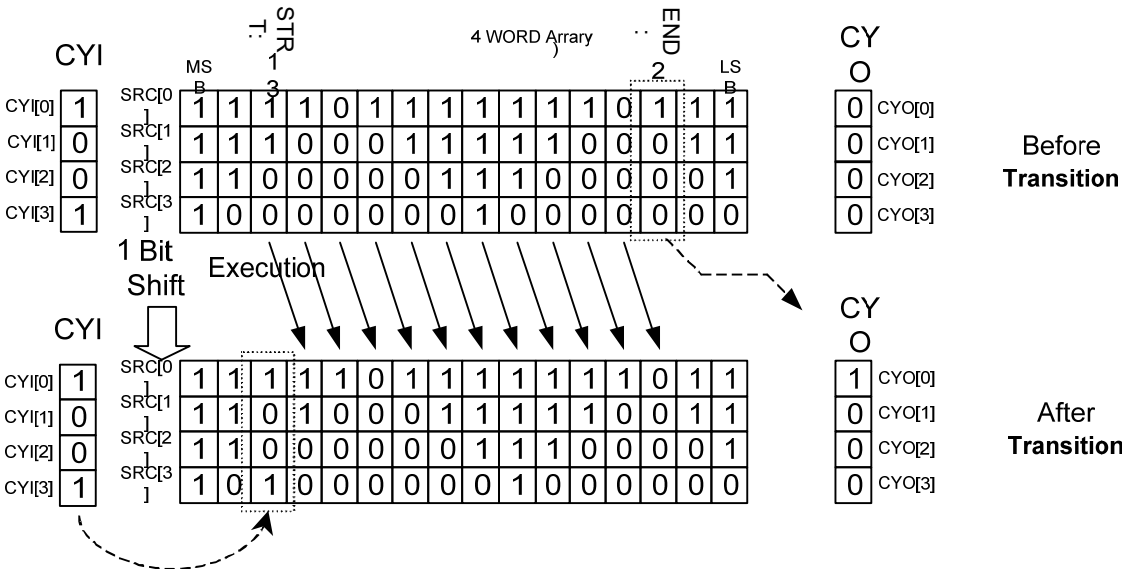 STR
T:
13
4 WORD Arrary
)
END
:
2
CYI
MS
B
LS
B
CY
O
CYI[0] 1 SRC[0] 1 1 1 1 0 1 1 1 1 1 1 1 0 1 1 1 0 CYO[0]
CYI[1] 0 SRC[1] 1 1 1 0 0 0 1 1 1 1 1 0 0 0 1 1 0 CYO[1]
CYI[2] 0 SRC[2] 1 1 0 0 0 0 0 1 1 1 0 0 0 0 0 1 0 CYO[2]
CYI[3] 1 SRC[3] 1 0 0 0 0 0 0 0 1 0 0 0 0 0 0 0 0 CYO[3]
Before
Transition
1 Bit
Shift
Execution
CYI
CY
O
CYI[0] 1 SRC[0] 1 1 1 1 1 0 1 1 1 1 1 1 1 0 1 1 1 CYO[0]
CYI[1] 0 SRC[1] 1 1 0 1 0 0 0 1 1 1 1 1 0 0 1 1 0 CYO[1]
CYI[2] 0 SRC[2] 1 1 0 0 0 0 0 0 1 1 1 0 0 0 0 1 0 CYO[2]
CYI[3] 1 SRC[3] 1 0 1 0 0 0 0 0 0 1 0 0 0 0 0 0 0 CYO[3]
After
Transition